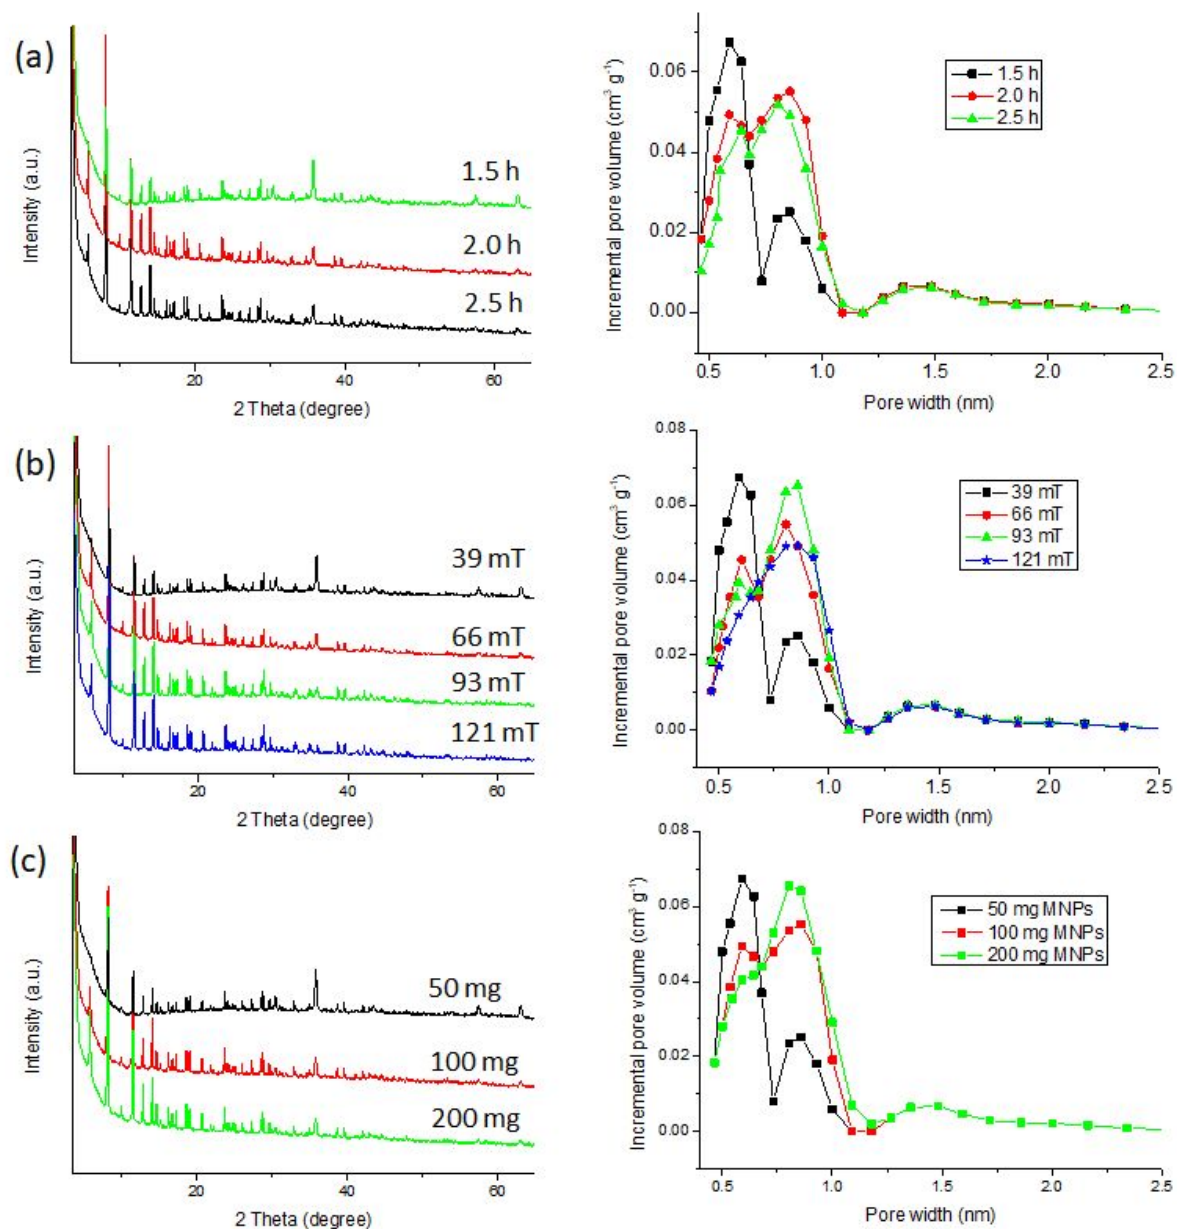 (a)
Intensity (a.u.)
1.5 h
2.0 h
2.5 h
20 40 60
2 Theta (degree)
Incremental pore volume (cm³ g⁻¹)
0.06
0.04
0.02
0.00
1.5 h
2.0 h
2.5 h
0.5 1.0 1.5 2.0 2.5
Pore width (nm)
(b)
Intensity (a.u.)
39 mT
66 mT
93 mT
121 mT
20 40 60
2 Theta (degree)
Incremental pore volume (cm³ g⁻¹)
0.08
0.06
0.04
0.02
0.00
39 mT
66 mT
93 mT
121 mT
0.5 1.0 1.5 2.0 2.5
Pore width (nm)
(c)
Intensity (a.u.)
50 mg
100 mg
200 mg
20 40 60
2 Theta (degree)
Incremental pore volume (cm³ g⁻¹)
0.08
0.06
0.04
0.02
0.00
50 mg MNPs
100 mg MNPs
200 mg MNPs
0.5 1.0 1.5 2.0 2.5
Pore width (nm)